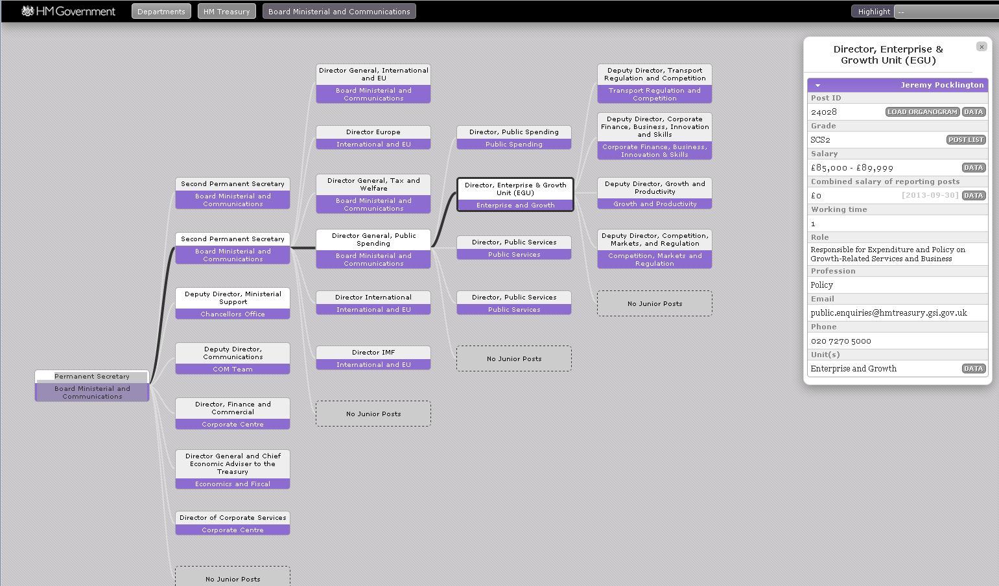 HM Government
Departments
HM Treasury
Board Ministerial and Communications
Highlight
--
Permanent Secretary
Board Ministerial and
Communications
Second Permanent Secretary
Board Ministerial and
Communications
Second Permanent Secretary
Board Ministerial and
Communications
Deputy Director, Ministerial
Support
Chancellors Office
Deputy Director,
Communications
COM Team
Director, Finance and
Commercial
Corporate Centre
Director General and Chief
Economic Adviser to the
Treasury
Economics and Fiscal
Director of Corporate Services
Corporate Centre
No Junior Posts
Director General, International
and EU
Board Ministerial and
Communications
Director Europe
International and EU
Director General, Tax and
Welfare
Board Ministerial and
Communications
Director General, Public
Spending
Board Ministerial and
Communications
Director International
International and EU
Director IMF
International and EU
No Junior Posts
Director, Public Spending
Public Spending
Director, Enterprise & Growth
Unit (EGU)
Enterprise and Growth
Director, Public Services
Public Services
Director, Public Services
Public Services
No Junior Posts
Deputy Director, Transport
Regulation and Competition
Transport Regulation and
Competition
Deputy Director, Corporate
Finance, Business, Innovation
and Skills
Corporate Finance, Business,
Innovation & Skills
Deputy Director, Growth and
Productivity
Growth and Productivity
Deputy Director, Competition,
Markets, and Regulation
Competition, Markets and
Regulation
No Junior Posts
Director, Enterprise &
Growth Unit (EGU)
×
Jeremy Pocklington
Post ID
24028 LOAD ORGANOGRAM DATA
Grade
SCS2 POST LIST
Salary
£85,000 - £89,999 DATA
Combined salary of reporting posts
£0 [2013-09-30] DATA
Working time
1
Role
Responsible for Expenditure and Policy on
Growth-Related Services and Business
Profession
Policy
Email
public.enquiries@hmtreasury.gsi.gov.uk
Phone
020 7270 5000
Unit(s)
Enterprise and Growth DATA